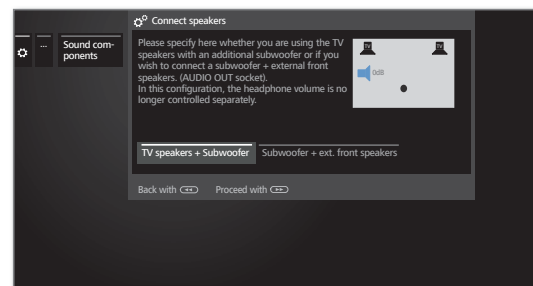 Connect speakers
...
Sound com-
ponents
Please specify here whether you are using the TV
speakers with an additional subwoofer or if you
wish to connect a subwoofer + external front
speakers. (AUDIO OUT socket).
In this configuration, the headphone volume is no
longer controlled separately.
TV
TV
0dB
TV speakers + Subwoofer
Subwoofer + ext. front speakers
Back with
Proceed with